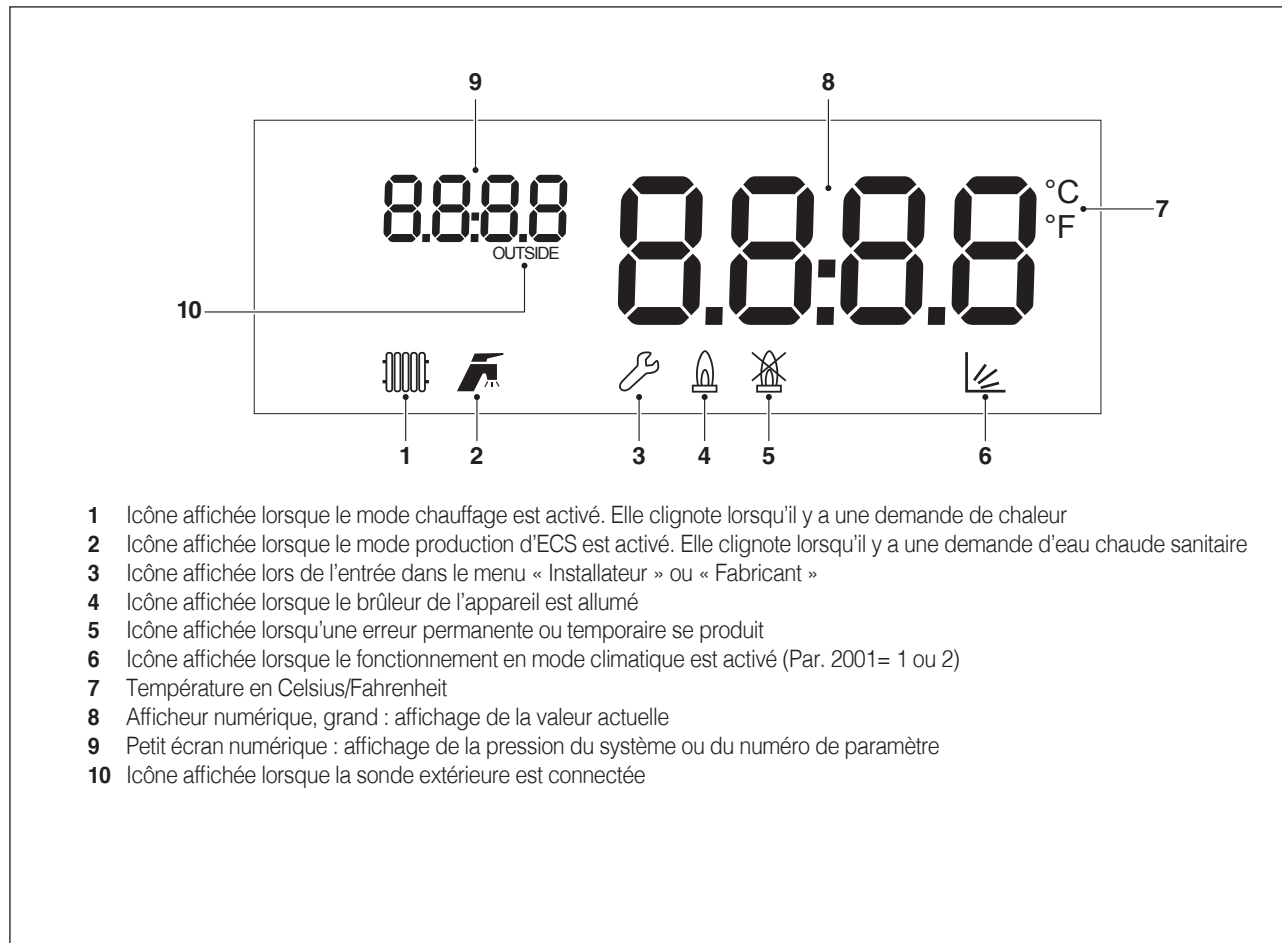 9 8
8.8:8.8 8.8:8.8 °C
°F 7
OUTSIDE
10
1 2 3 4 5 6
1 Icône affichée lorsque le mode chauffage est activé. Elle clignote lorsqu'il y a une demande de chaleur
2 Icône affichée lorsque le mode production d'ECS est activé. Elle clignote lorsqu'il y a une demande d'eau chaude sanitaire
3 Icône affichée lors de l'entrée dans le menu « Installateur » ou « Fabricant »
4 Icône affichée lorsque le brûleur de l'appareil est allumé
5 Icône affichée lorsqu'une erreur permanente ou temporaire se produit
6 Icône affichée lorsque le fonctionnement en mode climatique est activé (Par. 2001= 1 ou 2)
7 Température en Celsius/Fahrenheit
8 Afficheur numérique, grand : affichage de la valeur actuelle
9 Petit écran numérique : affichage de la pression du système ou du numéro de paramètre
10 Icône affichée lorsque la sonde extérieure est connectée